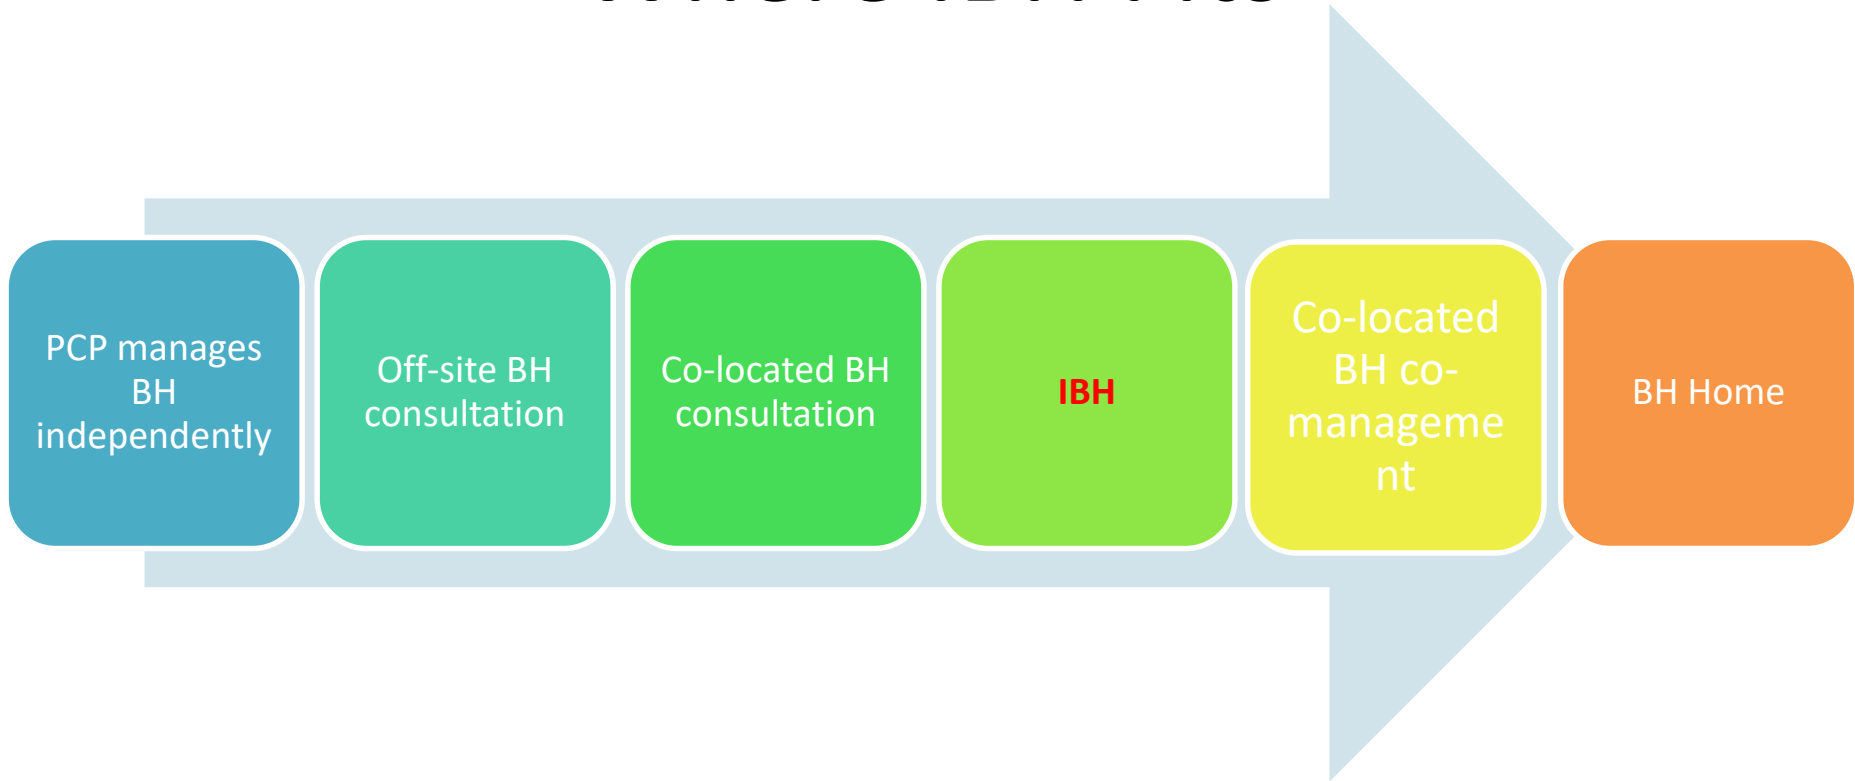 PCP manages
BH
independently
Off-site BH
consultation
Co-located BH
consultation
IBH
Co-located
BH co-
manageme
nt
BH Home